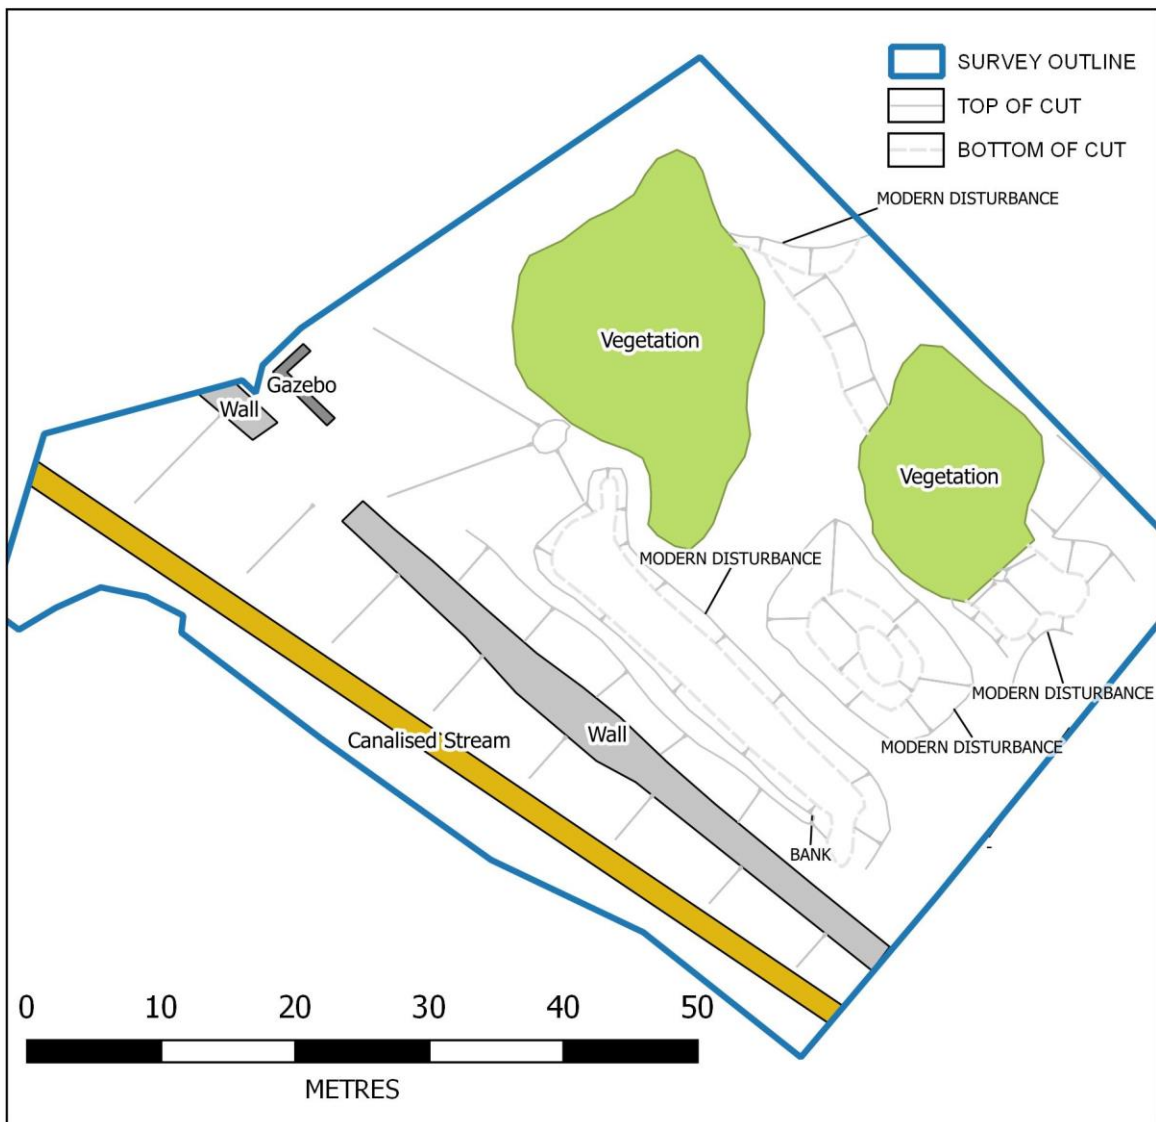 SURVEY OUTLINE
TOP OF CUT
BOTTOM OF CUT
MODERN DISTURBANCE
Vegetation
Gazebo
Wall
Vegetation
MODERN DISTURBANCE
MODERN DISTURBANCE
Canalised Stream
Wall
MODERN DISTURBANCE
BANK
0 10 20 30 40 50
METRES